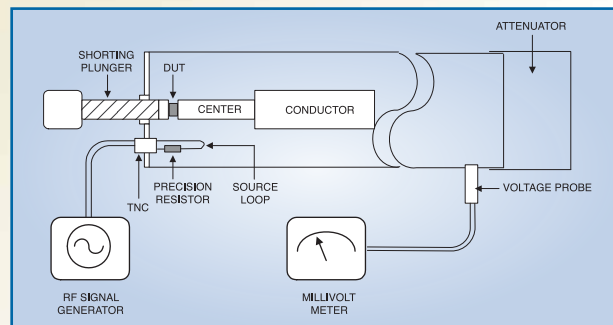 ATTENUATOR
SHORTING
PLUNGER
DUT
CENTER
CONDUCTOR
PRECISION
RESISTOR
SOURCE
LOOP
TNC
VOLTAGE PROBE
RF SIGNAL
GENERATOR
MILLIVOLT
METER